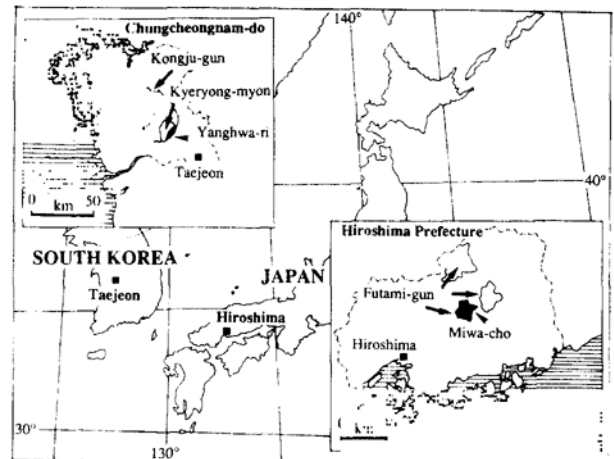 140°
Chungcheongnam-do
Kongju-gun
Kyeryong-myon
Yanghwa-ri
Taejeon
0 50
km
40°
Hiroshima Prefecture
SOUTH KOREA
JAPAN
Taejeon
Futami-gun
Hiroshima
Miwa-cho
Hiroshima
km
30°
130°